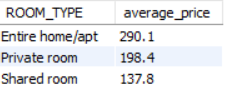 ROOM_TYPE average_price
Entire home/apt 290.1
Private room 198.4
Shared room 137.8